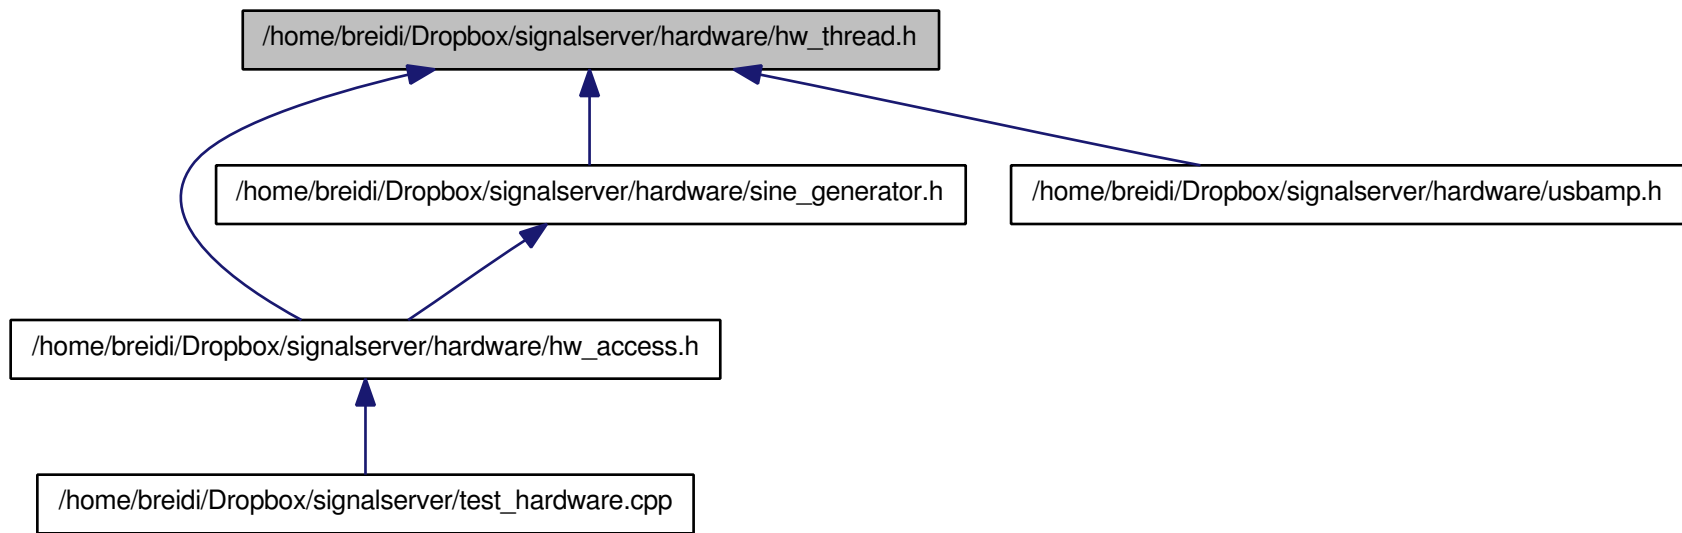 /home/breidi/Dropbox/signalserver/hardware/hw_thread.h
/home/breidi/Dropbox/signalserver/hardware/sine_generator.h
/home/breidi/Dropbox/signalserver/hardware/usbamp.h
/home/breidi/Dropbox/signalserver/hardware/hw_access.h
/home/breidi/Dropbox/signalserver/test_hardware.cpp